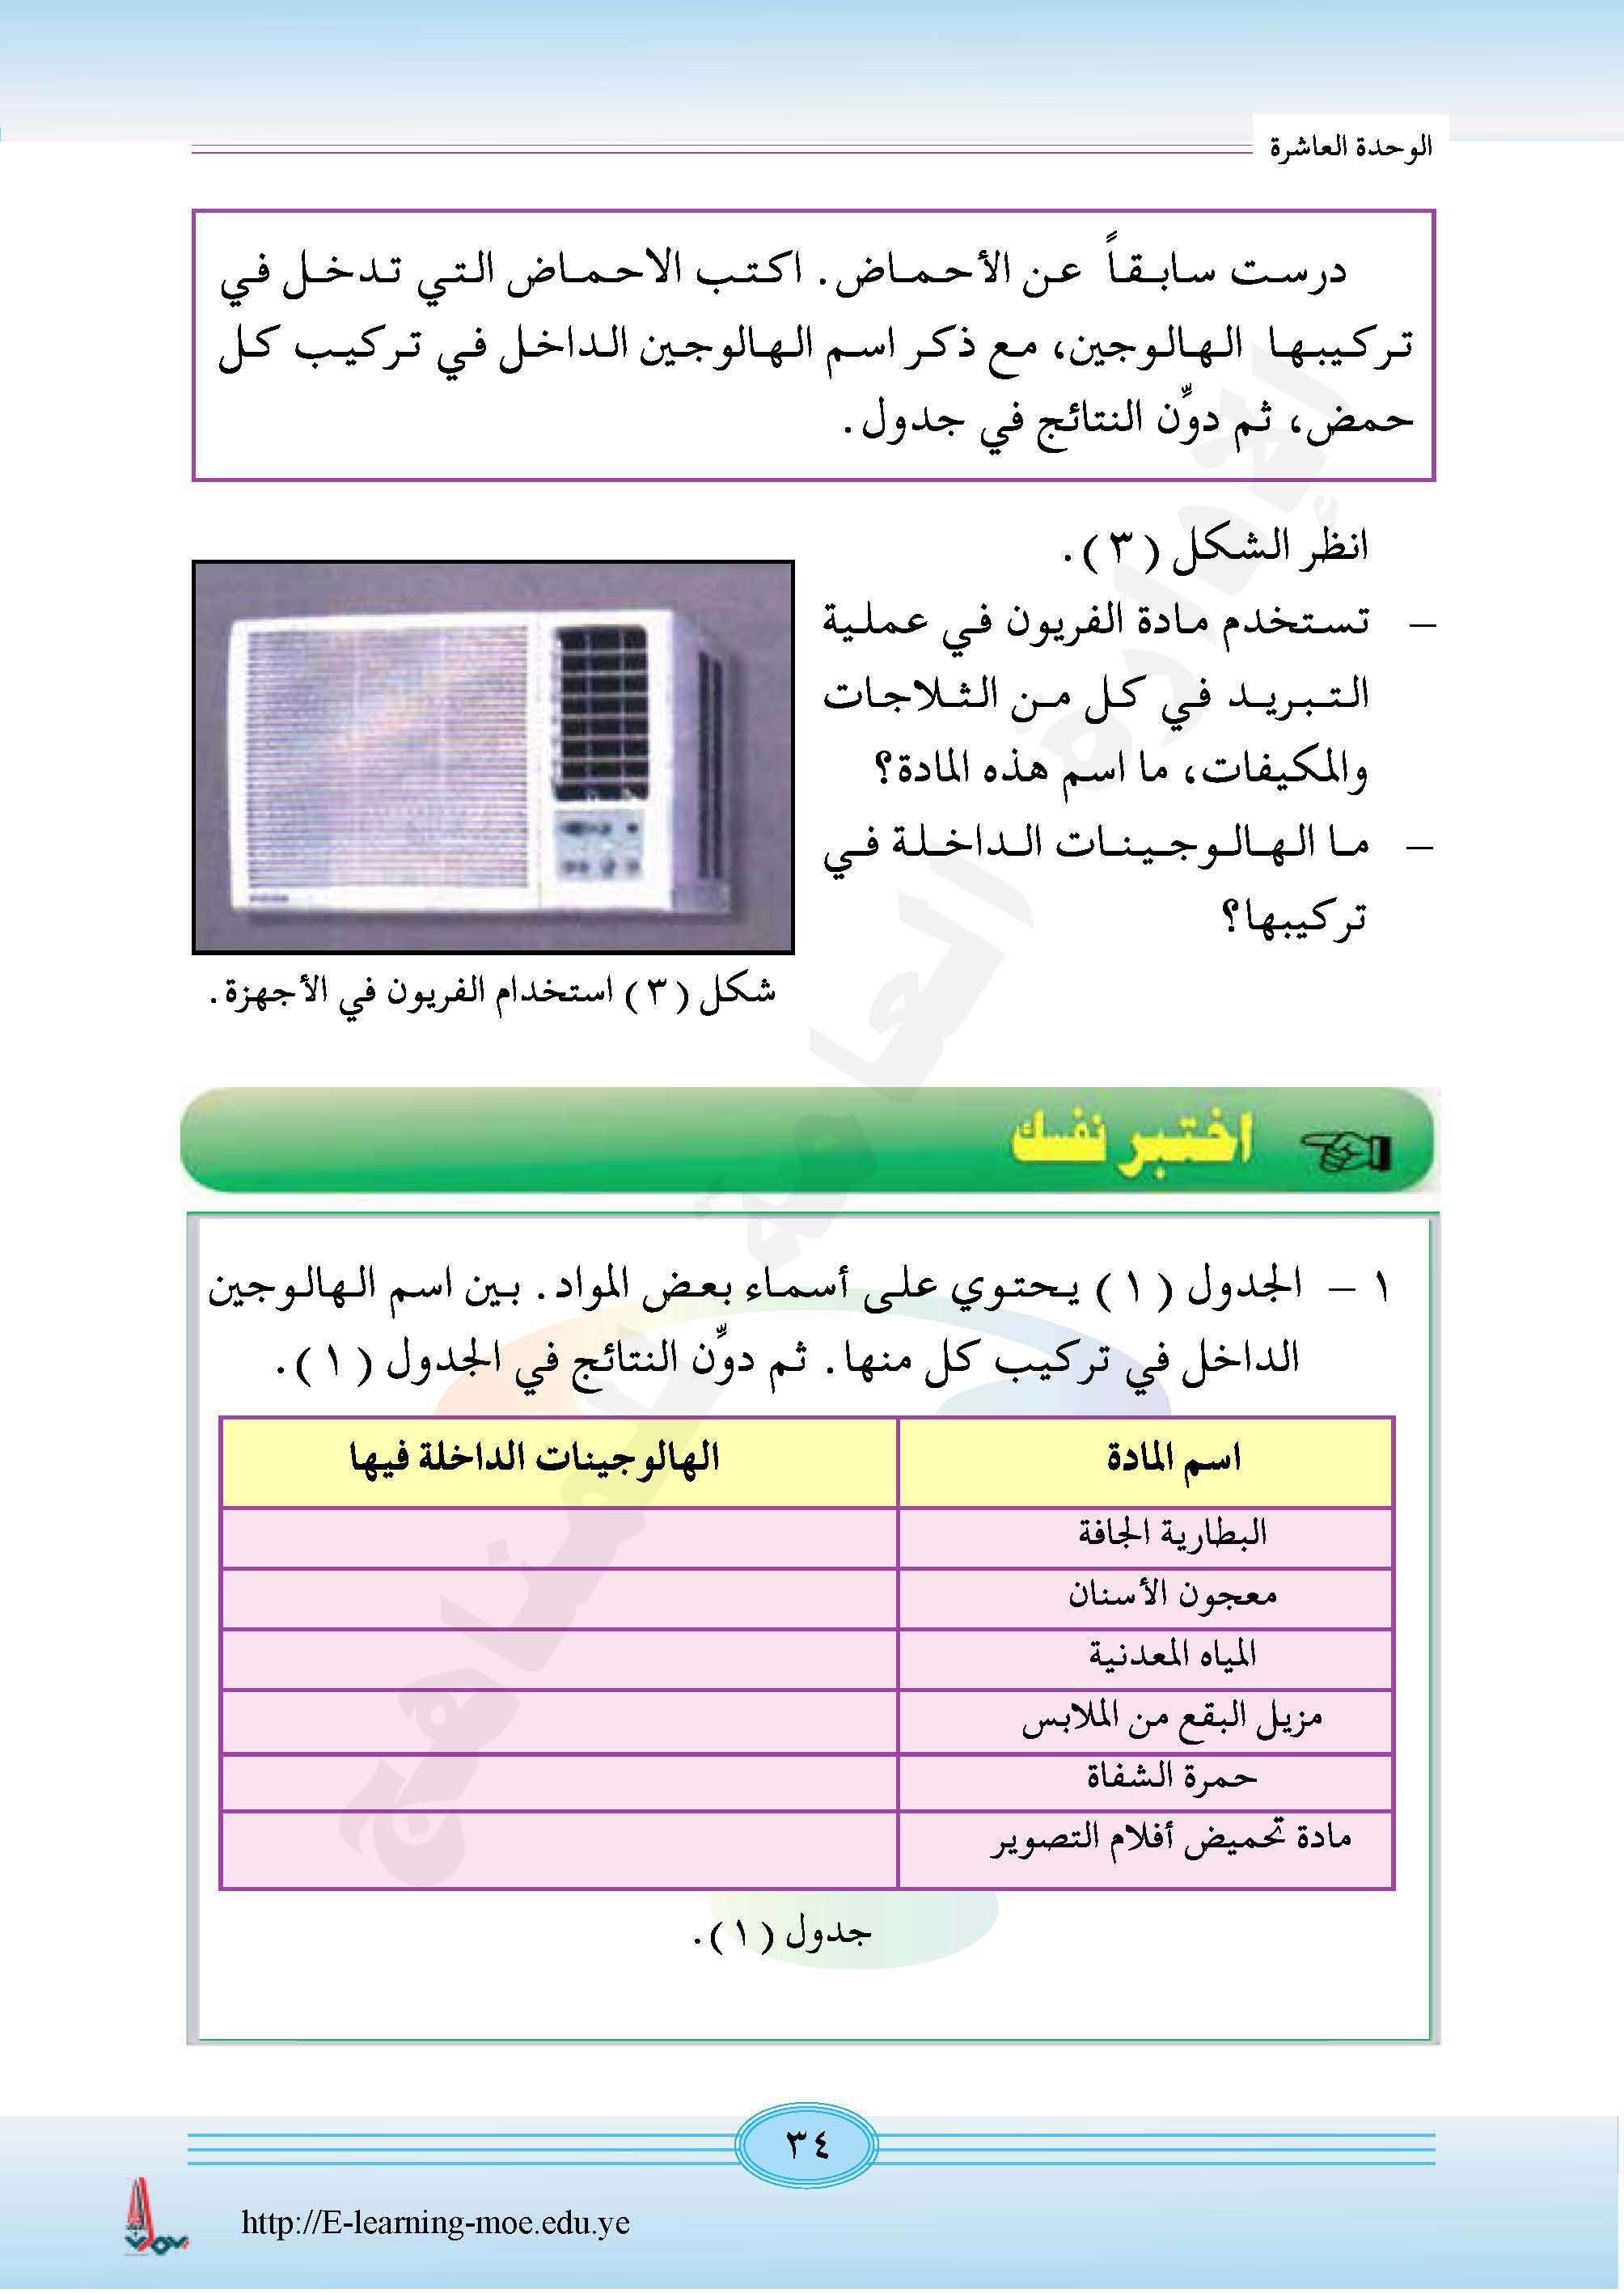 الوحدة العاشرة
درست سابقاً عن الأحماض. اكتب الاحماض التي تدخل في
تركيبها الهالوجين، مع ذكر اسم الهالوجين الداخل في تركيب كل
حمض، ثم دوِّن النتائج في جدول.
انظر الشكل (٣).
– تستخدم مادة الفريون في عملية
التبريد في كل من الثلاجات
والمكيفات، ما اسم هذه المادة؟
– ما الهالوجينات الداخلة في
تركيبها؟
شكل (٣) استخدام الفريون في الأجهزة.
اختبر نفسك
١ – الجدول (١) يحتوي على أسماء بعض المواد. بين اسم الهالوجين
الداخل في تركيب كل منها. ثم دوِّن النتائج في الجدول (١).
اسم المادة الهالوجينات الداخلة فيها
البطارية الجافة
معجون الأسنان
المياه المعدنية
مزيل البقع من الملابس
حمرة الشفاة
مادة تحميض أفلام التصوير
جدول (١).
٣٤
http://E-learning-moe.edu.ye
الإدارة العامة للمناهج